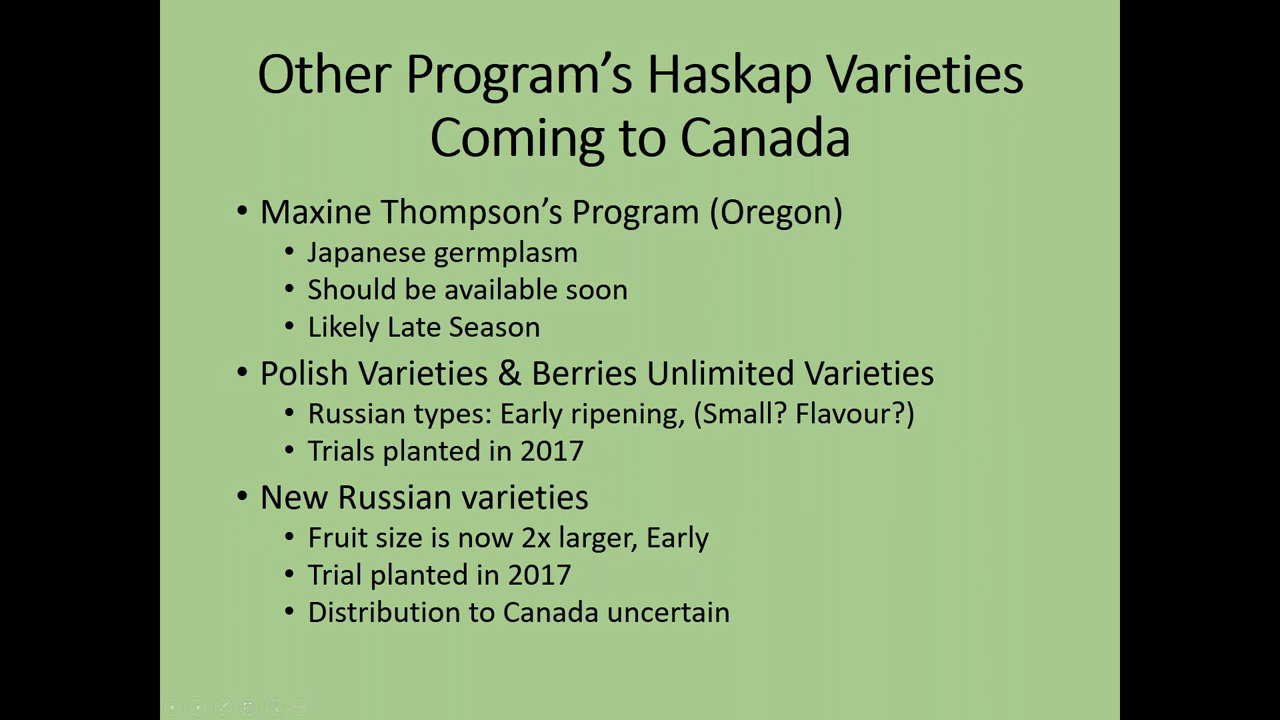 Other Program’s Haskap Varieties
Coming to Canada
• Maxine Thompson’s Program (Oregon)
• Japanese germplasm
• Should be available soon
• Likely Late Season
• Polish Varieties & Berries Unlimited Varieties
• Russian types: Early ripening, (Small? Flavour?)
• Trials planted in 2017
• New Russian varieties
• Fruit size is now 2x larger, Early
• Trial planted in 2017
• Distribution to Canada uncertain